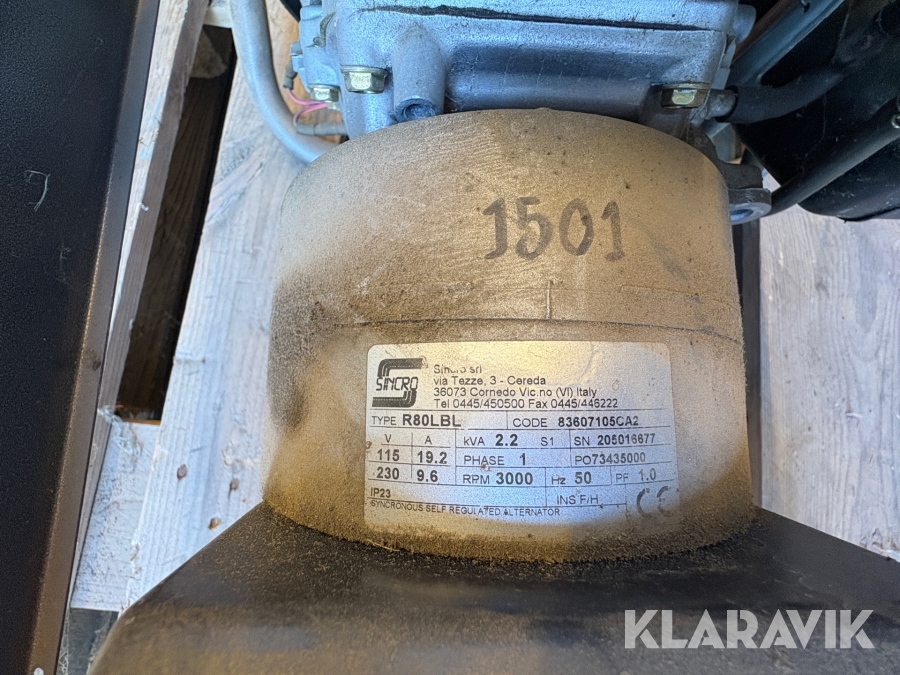 1501
SINCRO
Sincro srl
via Tezze, 3 - Cereda
36073 Cornedo Vic.no (VI) Italy
Tel 0445/450500 Fax 0445/446222
TYPE R80LBL CODE 83607105CA2
V A kVA 2.2 S1 SN 205016677
115 19.2 PHASE 1 PO73435000
230 9.6 RPM 3000 Hz 50 PF 1.0
IP23 INS F/H CE
SYNCRONOUS SELF REGULATED ALTERNATOR
KLARAVIK